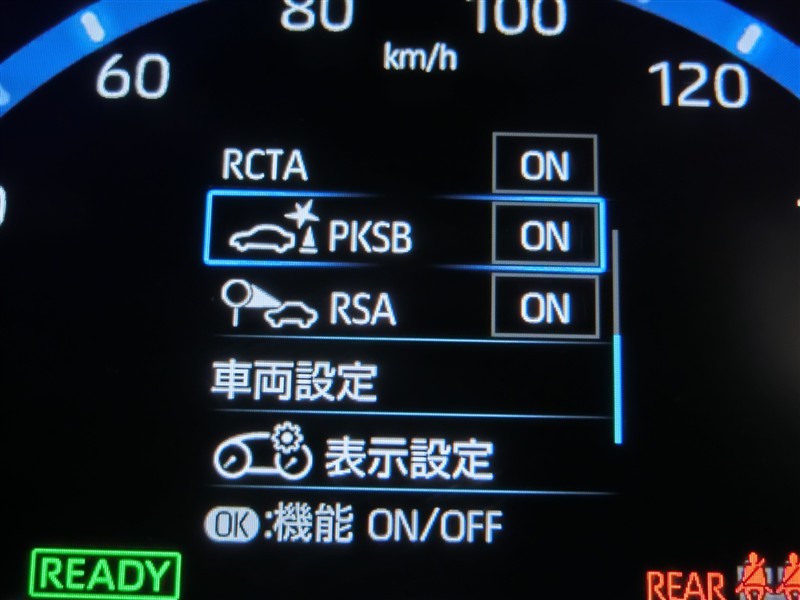 80 100
km/h
60 120
RCTA ON
PKSB ON
RSA ON
車両設定
表示設定
OK:機能 ON/OFF
READY REAR